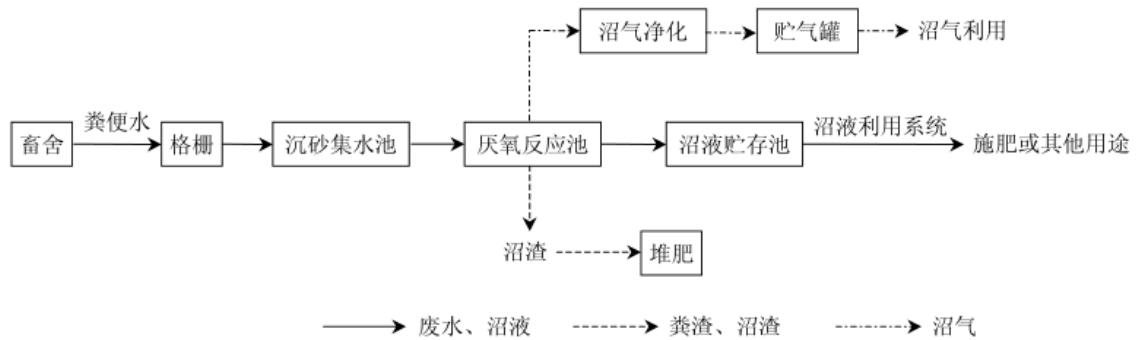 沼气净化
贮气罐
沼气利用
畜舍
粪便水
格栅
沉砂集水池
厌氧反应池
沼液贮存池
沼液利用系统
施肥或其他用途
沼渣
堆肥
废水、沼液
粪渣、沼渣
沼气